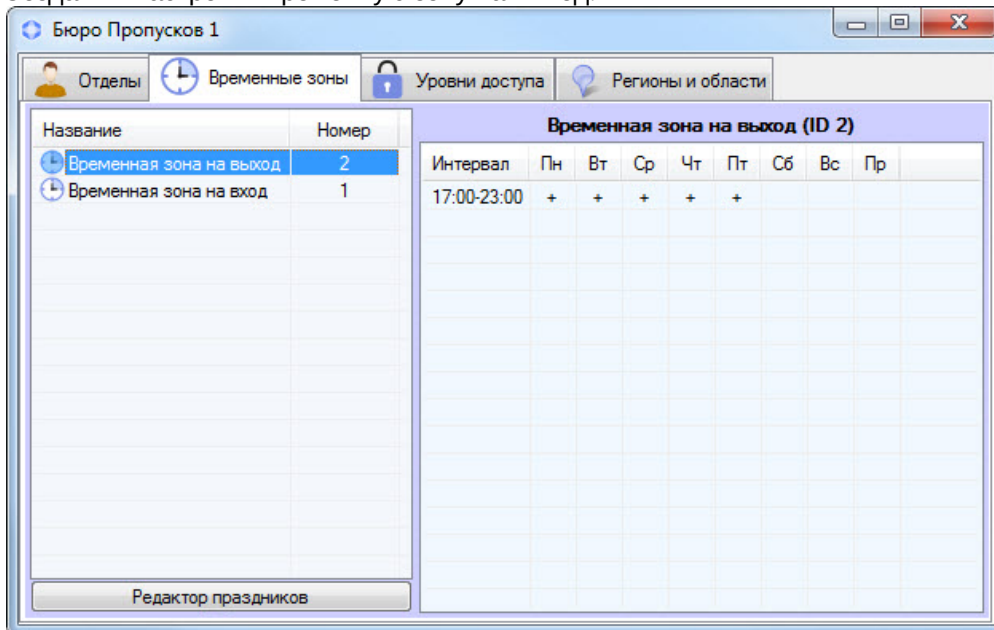 Бюро Пропусков 1
Отделы Временные зоны Уровни доступа Регионы и области
Название Номер
Временная зона на выход 2
Временная зона на вход 1
Редактор праздников
Временная зона на выход (ID 2)
Интервал Пн Вт Ср Чт Пт Сб Вс Пр
17:00-23:00 + + + + +